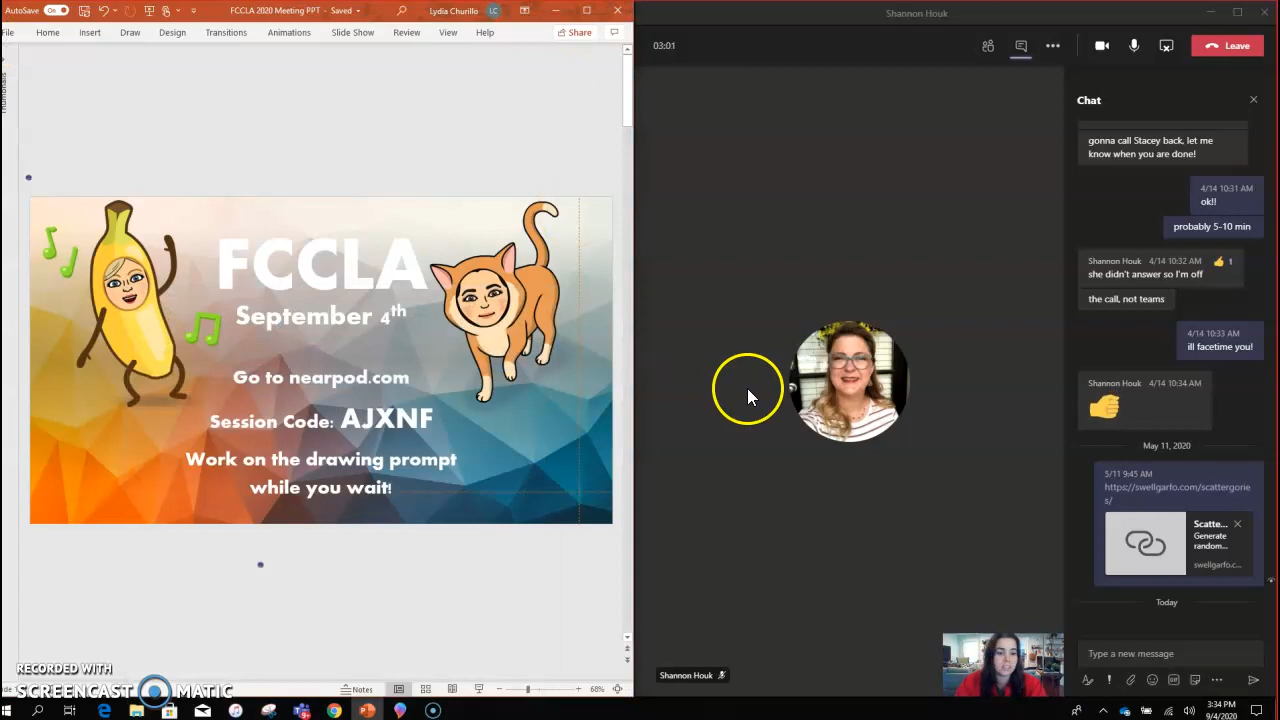 AutoSave On
FCCLA 2020 Meeting PPT - Saved
Lydia Churillo LC
File Home Insert Draw Design Transitions Animations Slide Show Review View Help Share
Thumbnails
FCCLA
September 4th
Go to nearpod.com
Session Code: AJXNF
Work on the drawing prompt
while you wait!
Notes
68%
RECORDED WITH
SCREENCAST MATIC
Shannon Houk
03:01
Leave
Shannon Houk
Chat
gonna call Stacey back, let me
know when you are done!
4/14 10:31 AM
ok!!
probably 5-10 min
Shannon Houk 4/14 10:32 AM 👍 1
she didn't answer so I'm off
the call, not teams
4/14 10:33 AM
ill facetime you!
Shannon Houk 4/14 10:34 AM
May 11, 2020
5/11 9:45 AM
https://swellgarfo.com/scattergorie
s/
Scatte...
Generate
random...
swellgarf...
Today
Type a new message
3:34 PM
9/4/2020